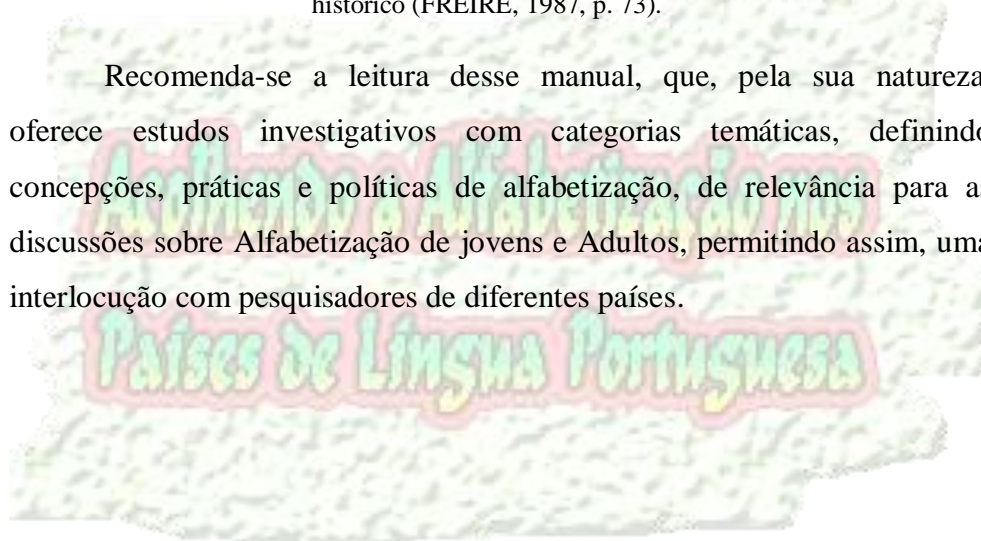 histórico (FREIRE, 1987, p. 73).
Recomenda-se a leitura desse manual, que, pela sua natureza
oferece estudos investigativos com categorias temáticas, definindo
concepções, práticas e políticas de alfabetização, de relevância para a
discussões sobre Alfabetização de jovens e Adultos, permitindo assim, uma
interlocução com pesquisadores de diferentes países.
a Alfabetização nos
Países de Língua Portuguesa